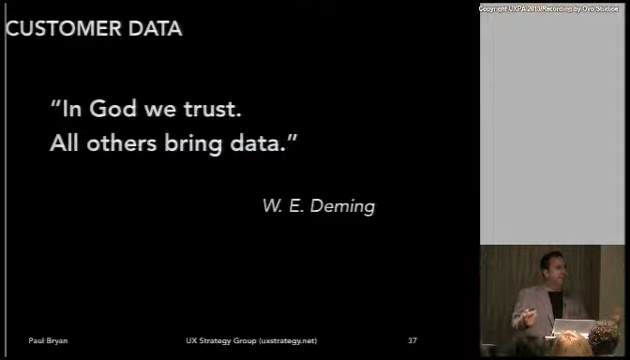 Copyright UXPA 2013/Recording by Ovo Studios
CUSTOMER DATA
“In God we trust.
All others bring data.”
W. E. Deming
Paul Bryan
UX Strategy Group (uxstrategy.net)
37